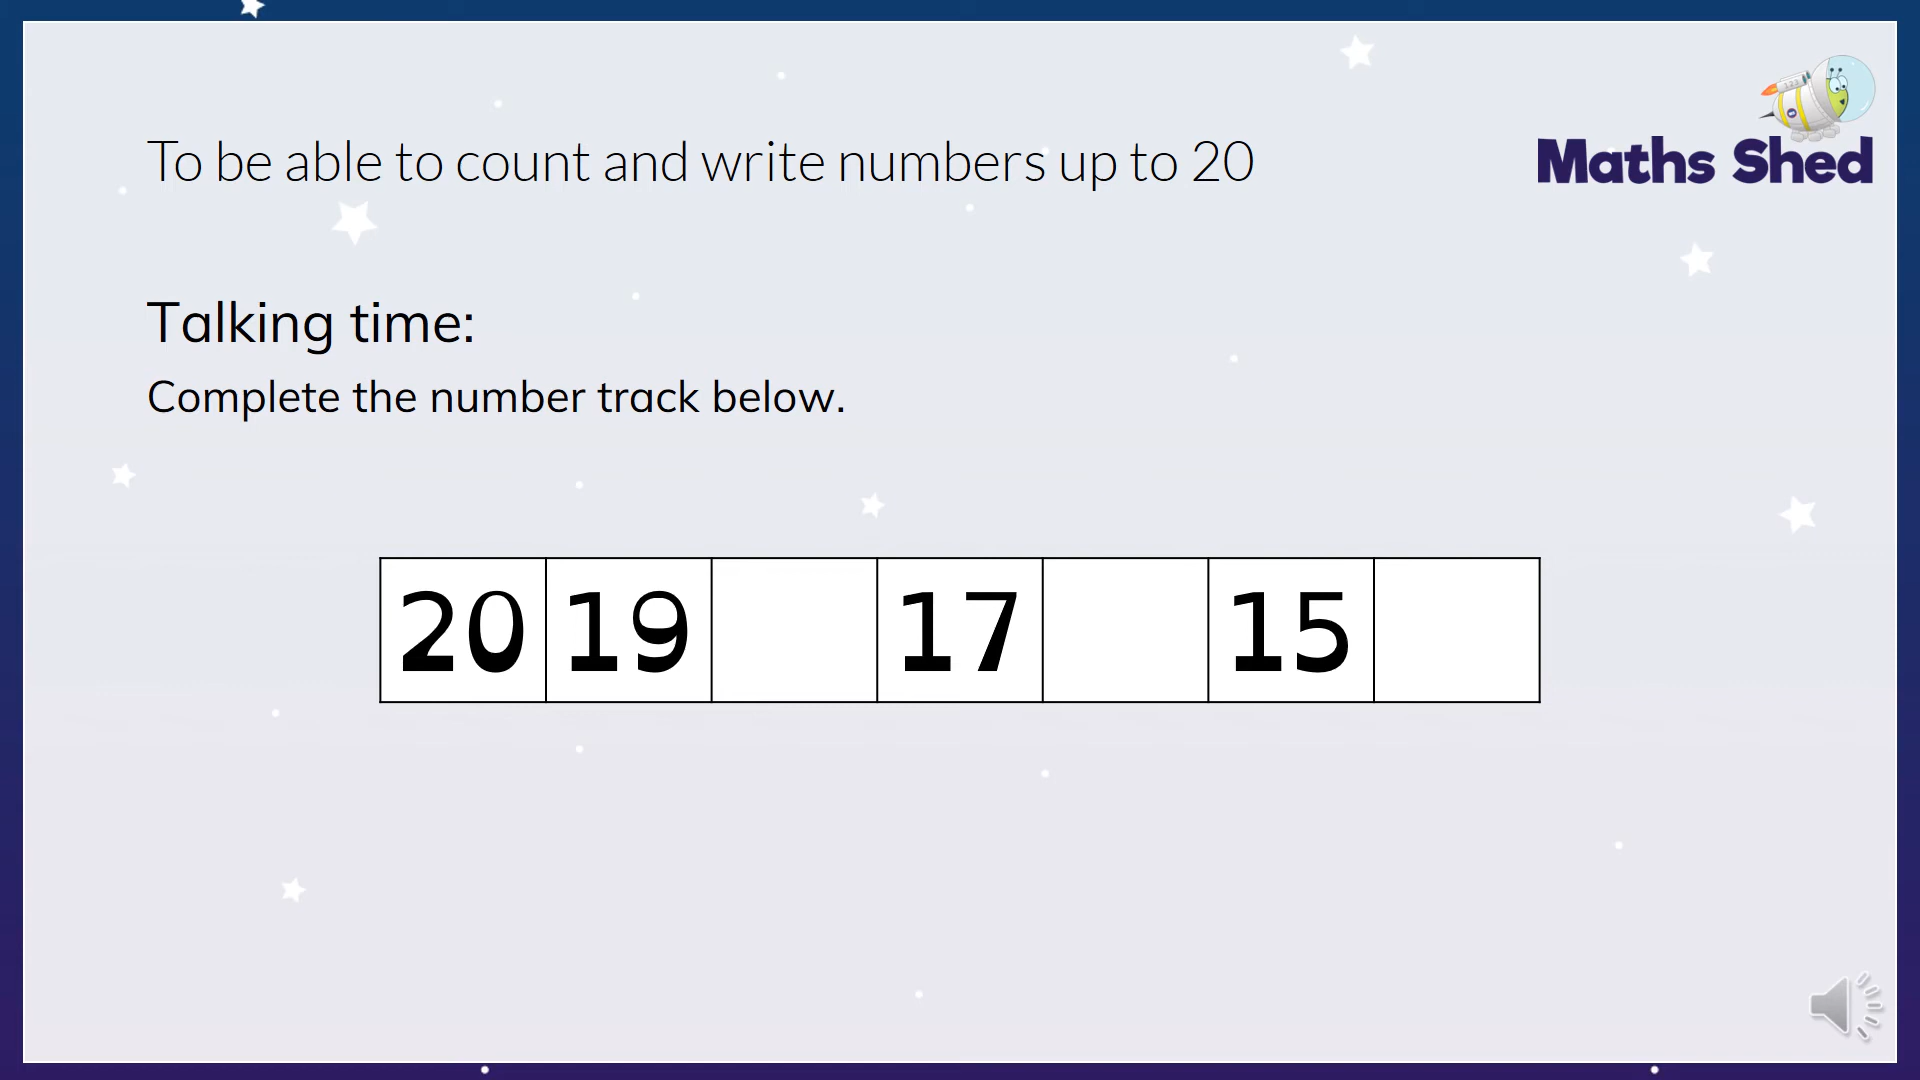 To be able to count and write numbers up to 20
Maths Shed
Talking time:
Complete the number track below.
20 19 17 15